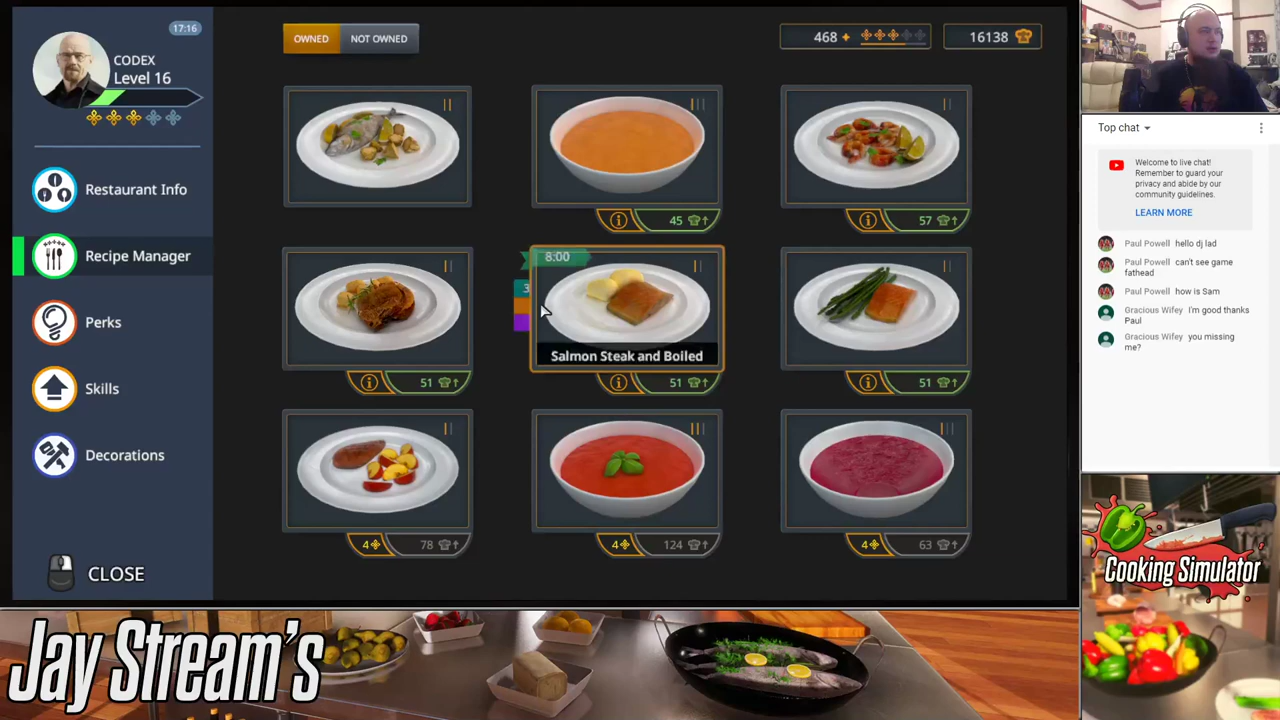 17:16
CODEX
Level 16
Restaurant Info
Recipe Manager
Perks
Skills
Decorations
CLOSE
OWNED
NOT OWNED
468
16138
45
57
8:00
3
Salmon Steak and Boiled
51
51
51
4
78
4
124
4
63
Top chat
Welcome to live chat!
Remember to guard your
privacy and abide by our
community guidelines.
LEARN MORE
Paul Powell hello dj lad
Paul Powell can't see game
fathead
Paul Powell how is Sam
Gracious Wifey I'm good thanks
Paul
Gracious Wifey you missing
me?
Cooking Simulator
Jay Stream's